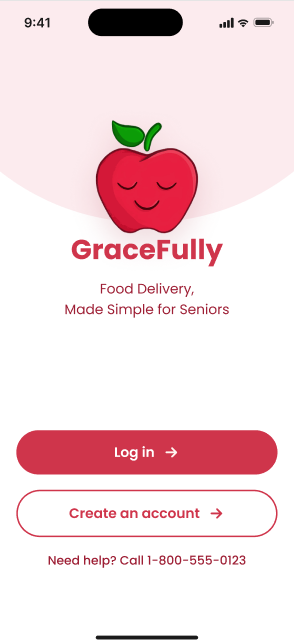 9:41
GraceFully
Food Delivery,
Made Simple for Seniors
Log in →
Create an account →
Need help? Call 1-800-555-0123